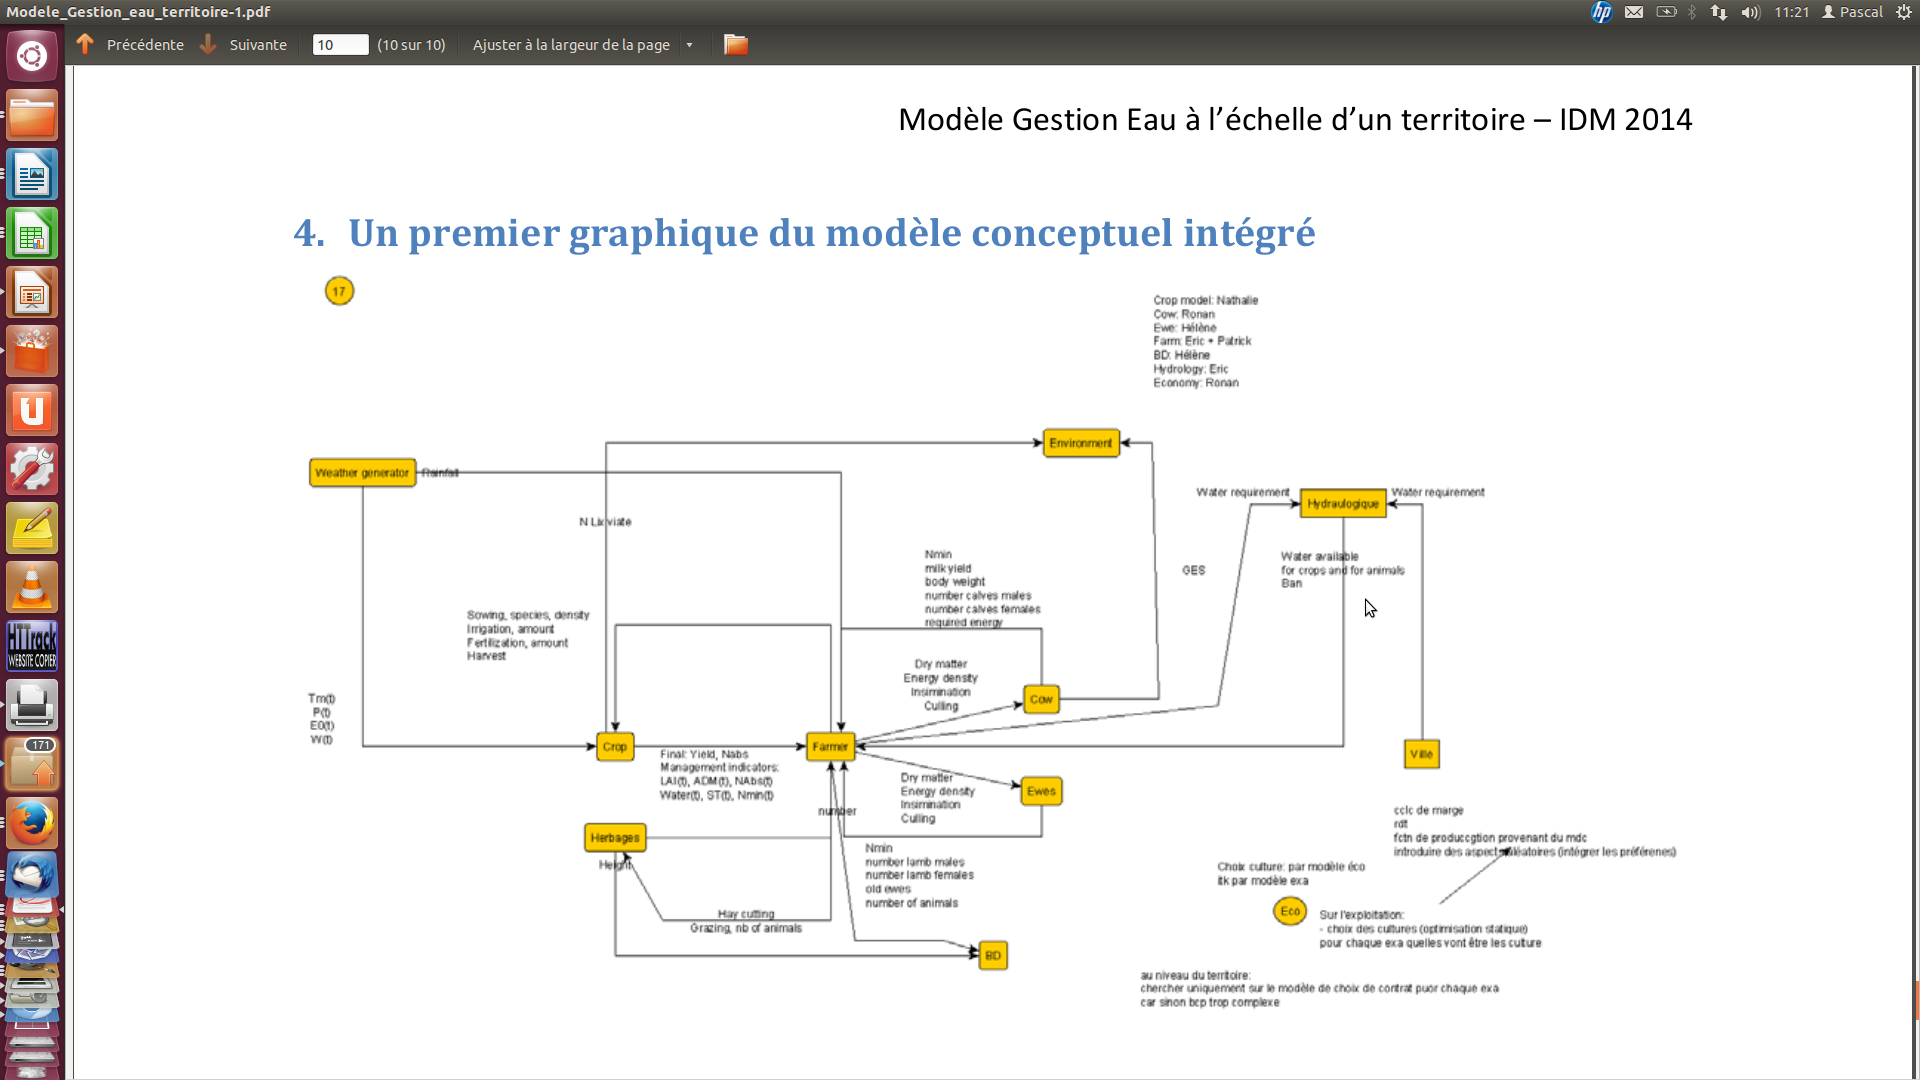 Modele_Gestion_eau_territoire-1.pdf
11:21 Pascal
Précédente Suivante 10 (10 sur 10) Ajuster à la largeur de la page
Modèle Gestion Eau à l’échelle d’un territoire – IDM 2014
4. Un premier graphique du modèle conceptuel intégré
17
Crop model: Nathalie
Cow: Ronan
Ewe: Hélène
Farm: Eric + Patrick
BD: Hélène
Hydrology: Eric
Economy: Ronan
Environment
Weather generator
Rainfall
Water requirement
Hydraulogique
Water requirement
N Lixiviate
Water available
for crops and for animals
Ban
GES
Nmin
milk yield
body weight
number calves males
number calves females
required energy
Sowing, species, density
Irrigation, amount
Fertilization, amount
Harvest
Dry matter
Energy density
Insimination
Culling
Cow
Tm(t)
P(t)
E0(t)
W(t)
Crop
Farmer
Ville
Final: Yield, Nabs
Management indicators:
LAI(t), ADM(t), NAbs(t)
Water(t), ST(t), Nmin(t)
Dry matter
Energy density
Insimination
Culling
Ewes
number
Herbages
Height
Nmin
number lamb males
number lamb females
old ewes
number of animals
Hay cutting
Grazing, nb of animals
BD
cclc de marge
rdt
fctn de produccgtion provenant du mdc
introduire des aspect aléatoires (intégrer les préférenes)
Choix culture: par modèle éco
itk par modèle exa
Eco
Sur l'exploitation:
- choix des cultures (optimisation statique)
pour chaque exa quelles vont être les culture
au niveau du territoire:
chercher uniquement sur le modèle de choix de contrat puor chaque exa
car sinon bcp trop complexe
hp
HTTrack
WEBSITE COPIER
171